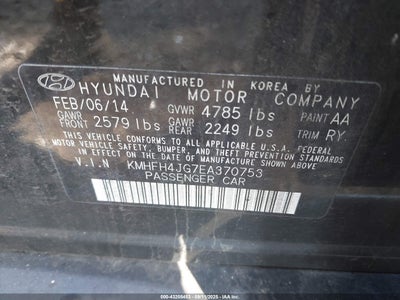 MANUFACTURED IN KOREA BY
HYUNDAI MOTOR COMPANY
FEB/06/14 GVWR 4785 lbs PAINT AA
GAWR FRONT 2579 lbs GAWR REAR 2249 lbs TRIM RY
THIS VEHICLE CONFORMS TO ALL APPLICABLE U.S. FEDERAL
MOTOR VEHICLE SAFETY, BUMPER, AND THEFT PREVENTION
STANDARDS IN EFFECT ON THE DATE OF MANUFACTURE SHOWN ABOVE.
V.I.N KMHFH4JG7EA370753
PASSENGER CAR